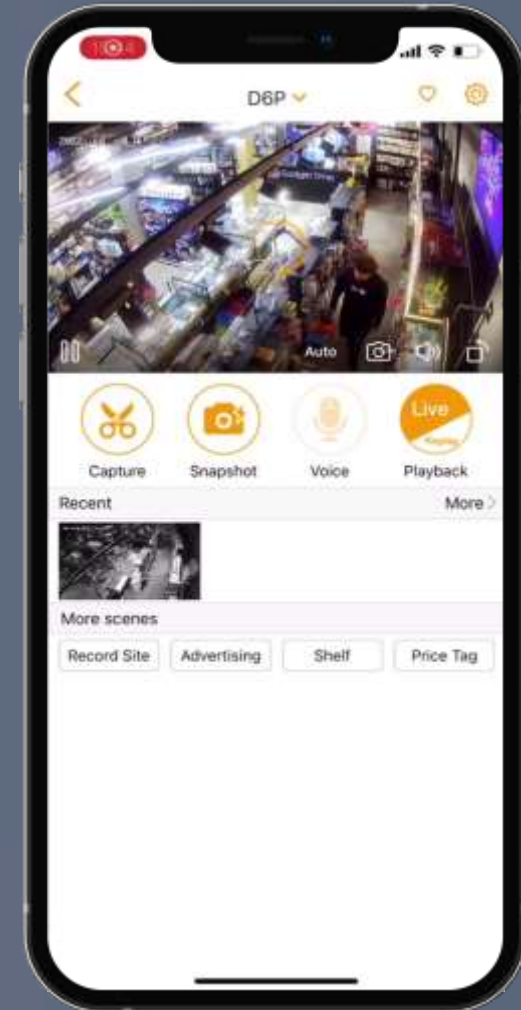 D6P
Auto
Capture
Snapshot
Voice
Live
Playback
Recent
More
More scenes
Record Site
Advertising
Shelf
Price Tag